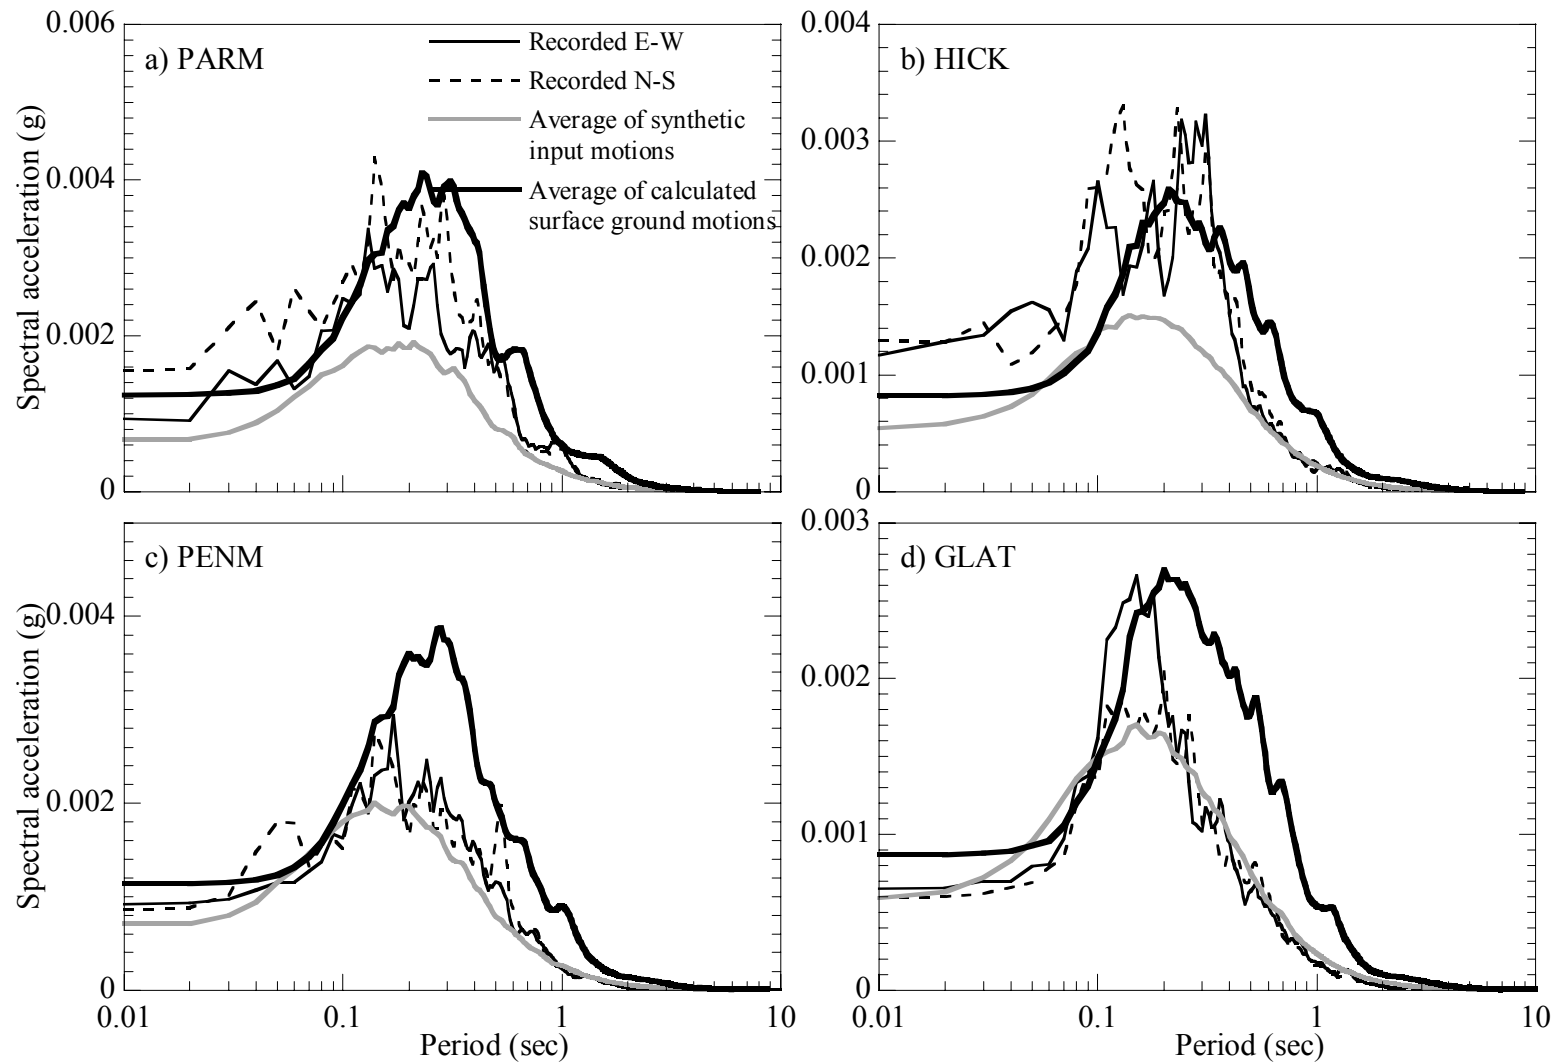 0.006
a) PARM
Recorded E-W
Recorded N-S
Average of synthetic
input motions
Average of calculated
surface ground motions
0.004
0.002
0
Spectral acceleration (g)
0.004
b) HICK
0.003
0.002
0.001
0
c) PENM
0.004
0.002
0
Spectral acceleration (g)
0.01
0.1
1
10
Period (sec)
0.003
d) GLAT
0.002
0.001
0
0.01
0.1
1
10
Period (sec)